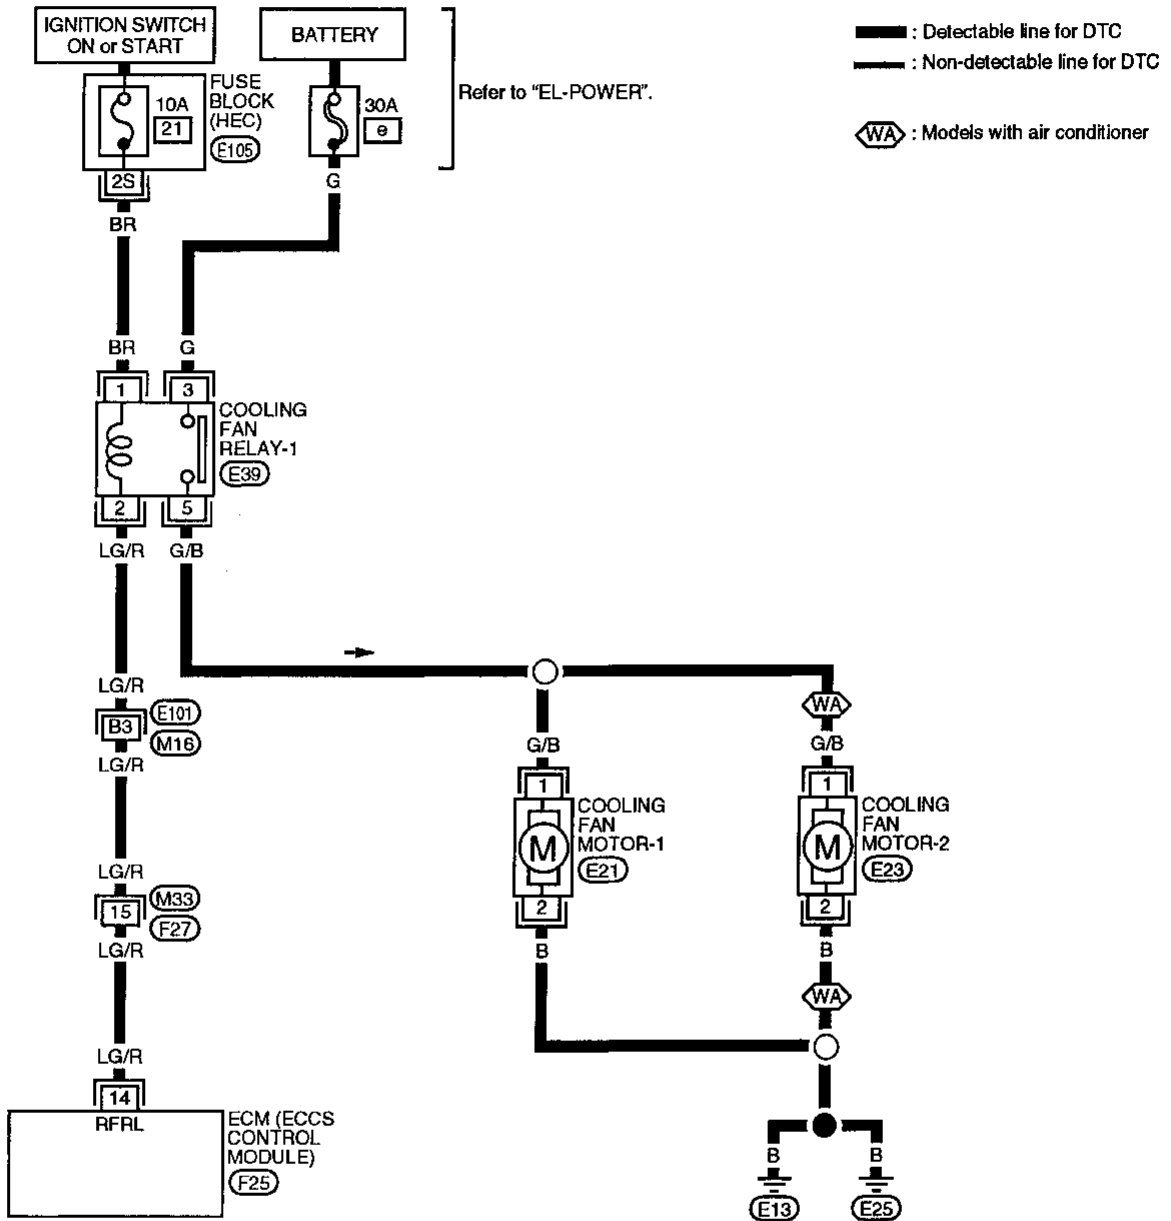 IGNITION SWITCH
ON or START
BATTERY
: Detectable line for DTC
: Non-detectable line for DTC
WA : Models with air conditioner
Refer to "EL-POWER".
10A
21
FUSE
BLOCK
(HEC)
E105
30A
e
2S
BR
G
BR
G
1
3
COOLING
FAN
RELAY-1
E39
2
5
LG/R
G/B
LG/R
B3
E101
M16
LG/R
WA
G/B
G/B
1
1
COOLING
FAN
MOTOR-1
E21
M
COOLING
FAN
MOTOR-2
E23
M
2
2
B
B
WA
LG/R
15
M33
F27
LG/R
LG/R
14
RFRL
ECM (ECCS
CONTROL
MODULE)
F25
B
B
E13
E25